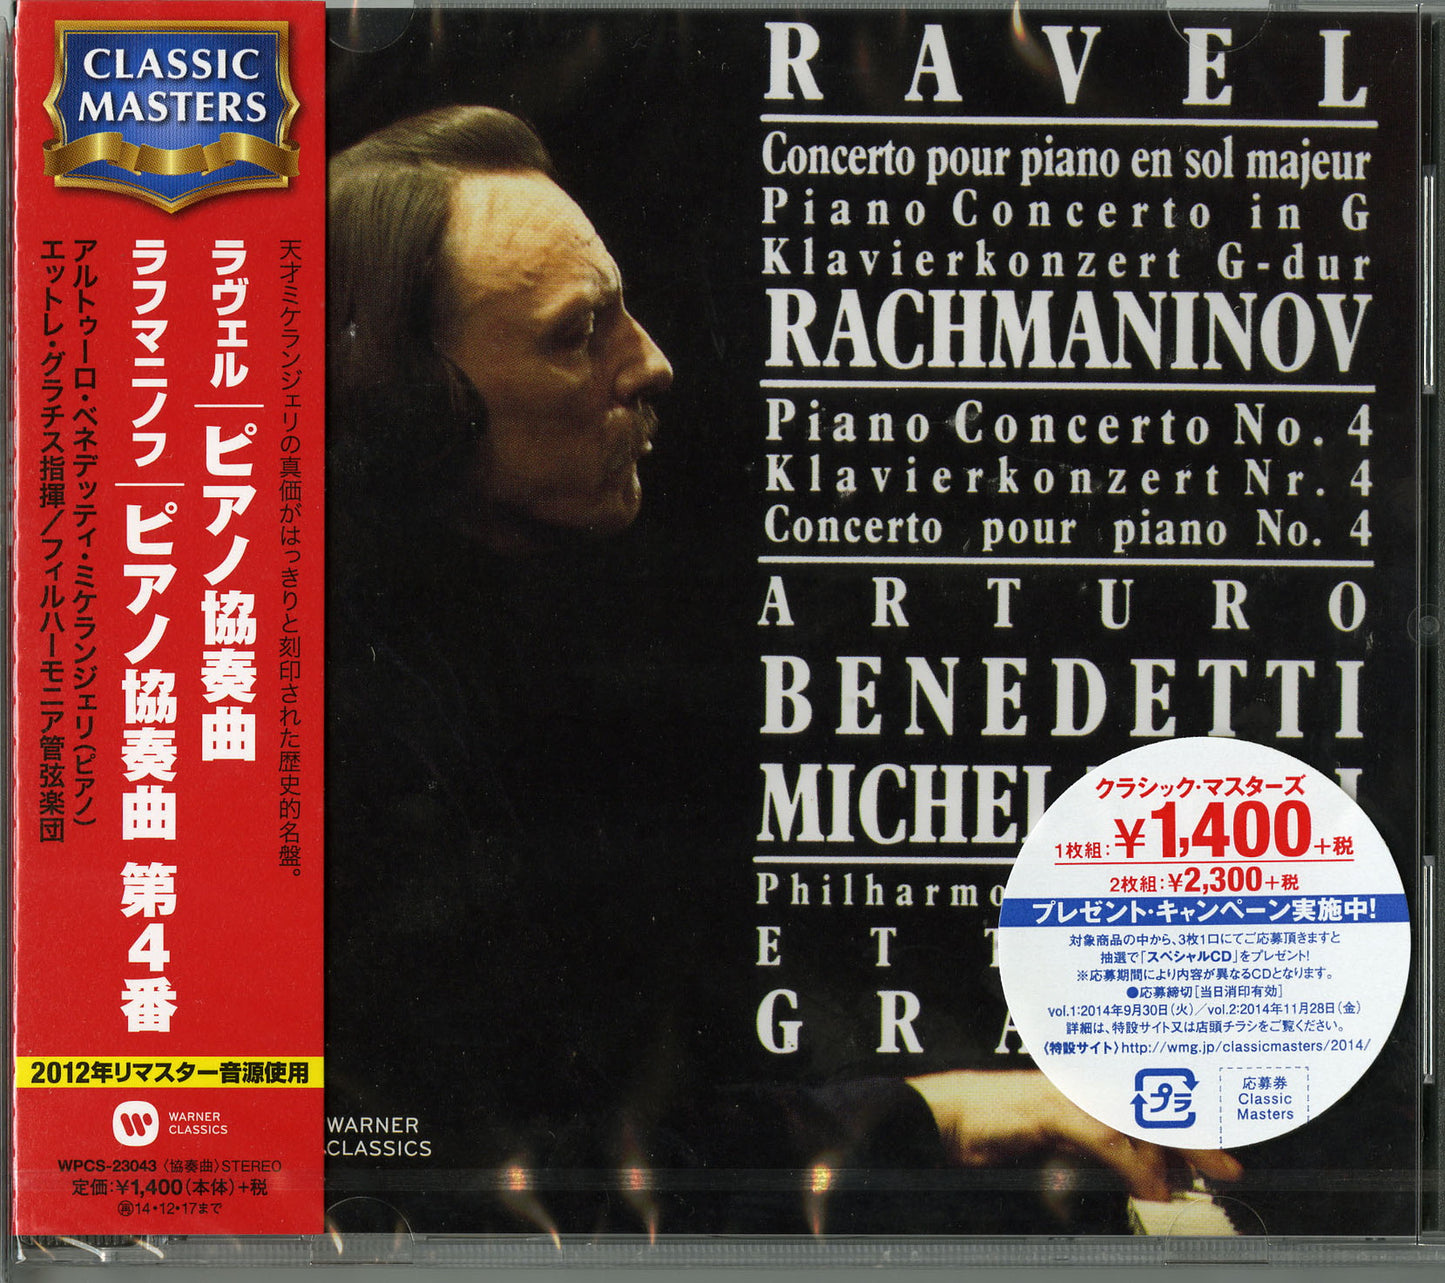 CLASSIC
MASTERS
天才ミケランジェリの真価がはっきりと刻印された歴史的名盤。
ラヴェル|ピアノ協奏曲
ラフマニノフ|ピアノ協奏曲 第4番
アルトゥーロ・ベネデッティ・ミケランジェリ(ピアノ)
エットレ・グラチス指揮/フィルハーモニア管弦楽団
2012年リマスター音源使用
WARNER
CLASSICS
WPCS-23043〈協奏曲〉STEREO
定価:¥1,400(本体)+税
再14・12・17まで
RAVEL
Concerto pour piano en sol majeur
Piano Concerto in G
Klavierkonzert G-dur
RACHMANINOV
Piano Concerto No. 4
Klavierkonzert Nr. 4
Concerto pour piano No. 4
ARTURO
BENEDETTI
MICHEL
Philharmo
ETT
GRA
WARNER
CLASSICS
クラシック・マスターズ
1枚組:¥1,400+税
2枚組:¥2,300+税
プレゼント・キャンペーン実施中!
対象商品の中から、3枚1口にてご応募頂きますと
抽選で「スペシャルCD」をプレゼント!
※応募期間により内容が異なるCDとなります。
●応募締切[当日消印有効]
vol.1:2014年9月30日(火)/vol.2:2014年11月28日(金)
詳細は、特設サイト又は店頭チラシをご覧ください。
〈特設サイト〉http://wmg.jp/classicmasters/2014/
プラ
応募券
Classic
Masters